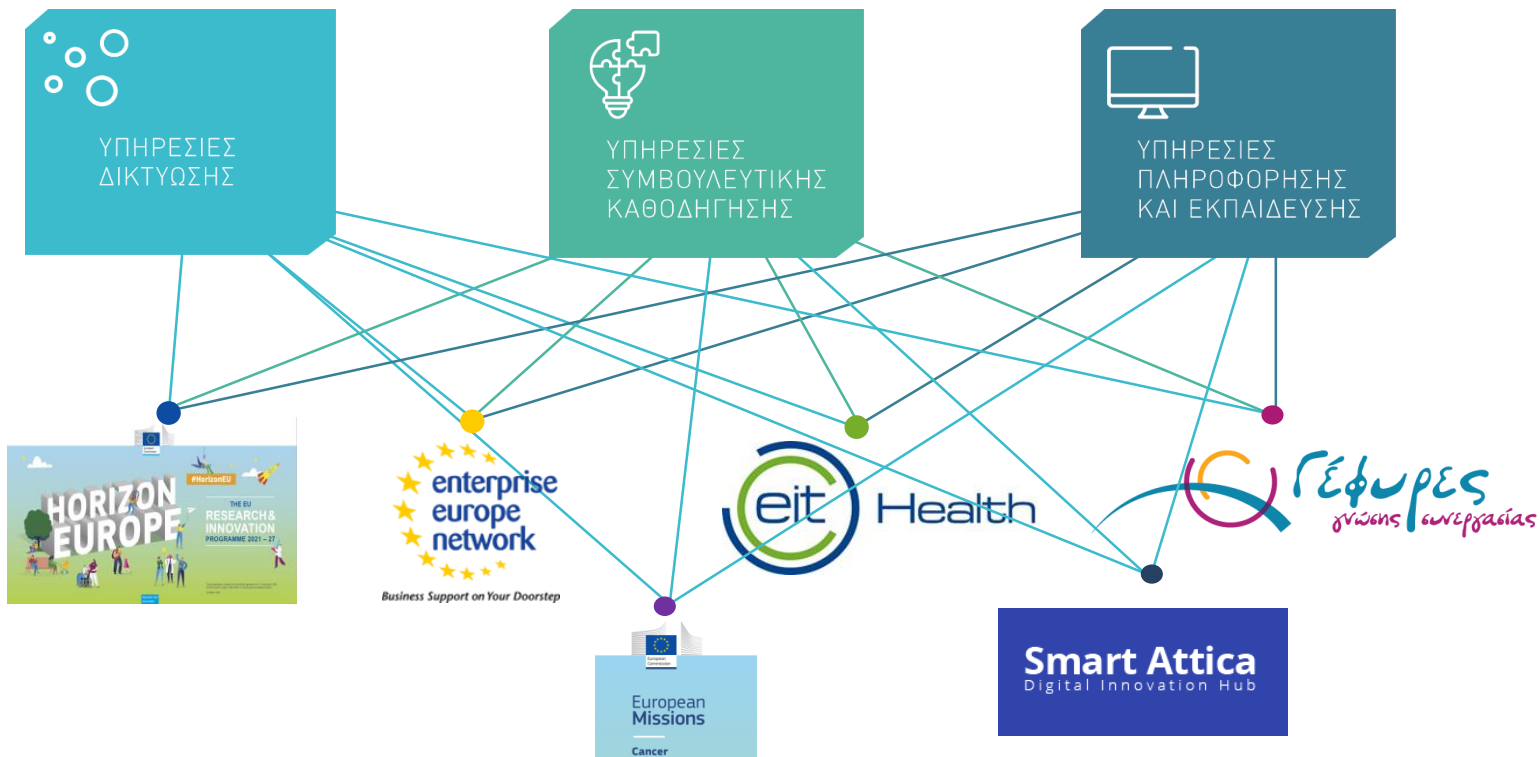 ΥΠΗΡΕΣΙΕΣ
ΔΙΚΤΥΩΣΗΣ
ΥΠΗΡΕΣΙΕΣ
ΣΥΜΒΟΥΛΕΥΤΙΚΗΣ
ΚΑΘΟΔΗΓΗΣΗΣ
ΥΠΗΡΕΣΙΕΣ
ΠΛΗΡΟΦΟΡΗΣΗΣ
ΚΑΙ ΕΚΠΑΙΔΕΥΣΗΣ
#HorizonEU
HORIZON
EUROPE
THE EU
RESEARCH &
INNOVATION
PROGRAMME 2021 – 27
enterprise
europe
network
Business Support on Your Doorstep
eit Health
Γέφυρες
γνώσης συνεργασίας
European
Commission
European
Missions
Cancer
Smart Attica
Digital Innovation Hub